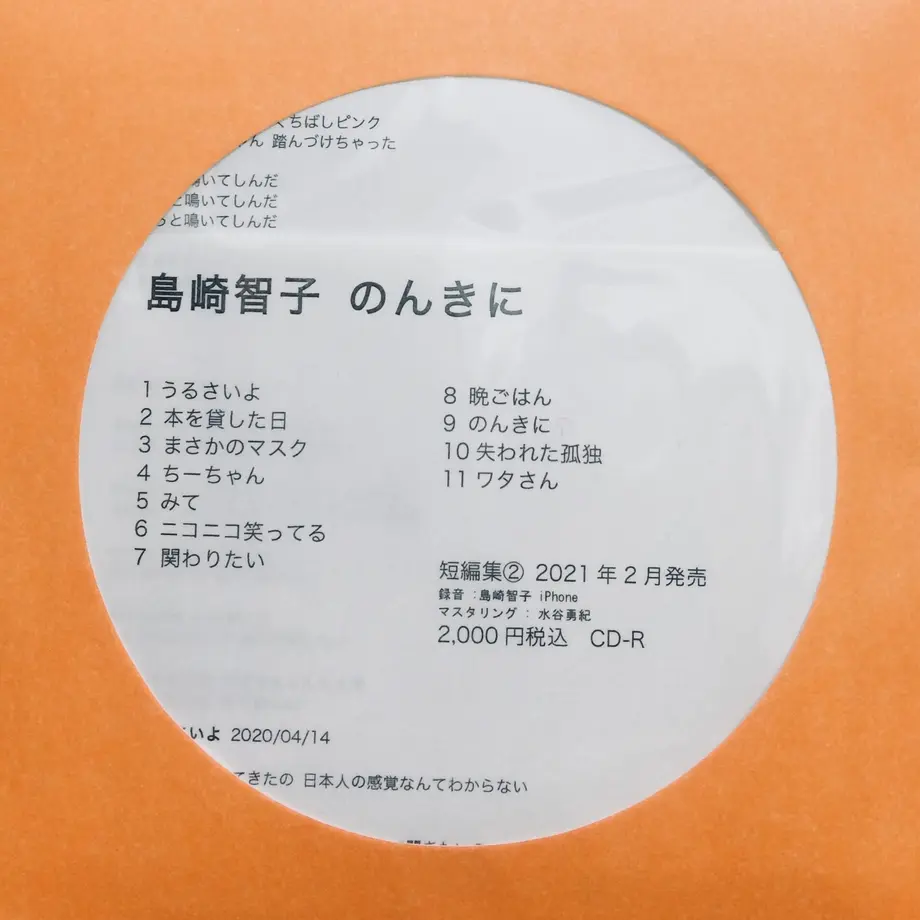 くちばしピンク
ん 踏んづけちゃった
鳴いてしんだ
と鳴いてしんだ
と鳴いてしんだ
島崎智子 のんきに
1 うるさいよ
2 本を貸した日
3 まさかのマスク
4 ちーちゃん
5 みて
6 ニコニコ笑ってる
7 関わりたい
8 晩ごはん
9 のんきに
10 失われた孤独
11 ワタさん
短編集② 2021年2月発売
録音 : 島崎智子 iPhone
マスタリング : 水谷勇紀
2,000円税込 CD-R
いよ 2020/04/14
てきたの 日本人の感覚なんてわからない